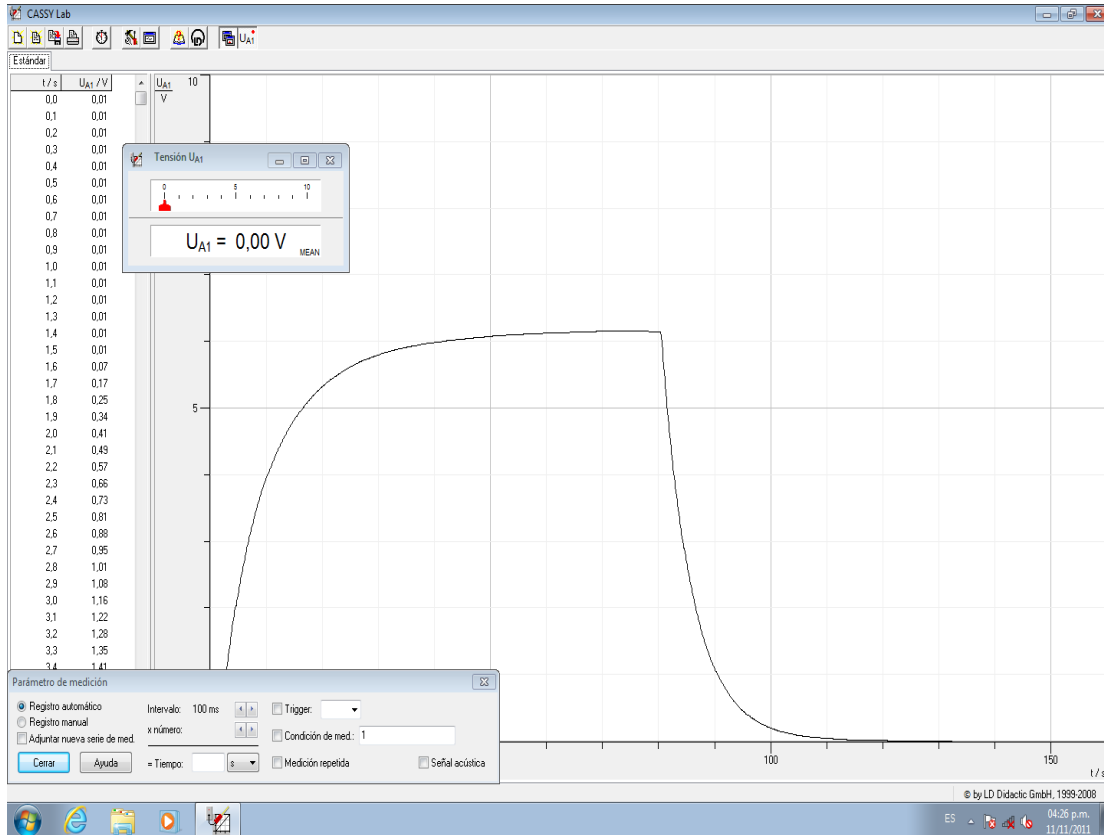 CASSY Lab
UA1
Estándar
t / s UA1 / V
0,0 0,01
0,1 0,01
0,2 0,01
0,3 0,01
0,4 0,01
0,5 0,01
0,6 0,01
0,7 0,01
0,8 0,01
0,9 0,01
1,0 0,01
1,1 0,01
1,2 0,01
1,3 0,01
1,4 0,01
1,5 0,01
1,6 0,07
1,7 0,17
1,8 0,25
1,9 0,34
2,0 0,41
2,1 0,49
2,2 0,57
2,3 0,66
2,4 0,73
2,5 0,81
2,6 0,88
2,7 0,95
2,8 1,01
2,9 1,08
3,0 1,16
3,1 1,22
3,2 1,28
3,3 1,35
3,4 1,41
UA1 10
V
Tensión UA1
0 5 10
UA1 = 0,00 V
MEAN
5
100 150
t / s
Parámetro de medición
Registro automático
Registro manual
Adjuntar nueva serie de med.
Cerrar Ayuda
Intervalo: 100 ms
x número:
= Tiempo: s
Trigger:
Condición de med.: 1
Medición repetida Señal acústica
© by LD Didactic GmbH, 1999-2008
ES 04:26 p.m.
11/11/2011